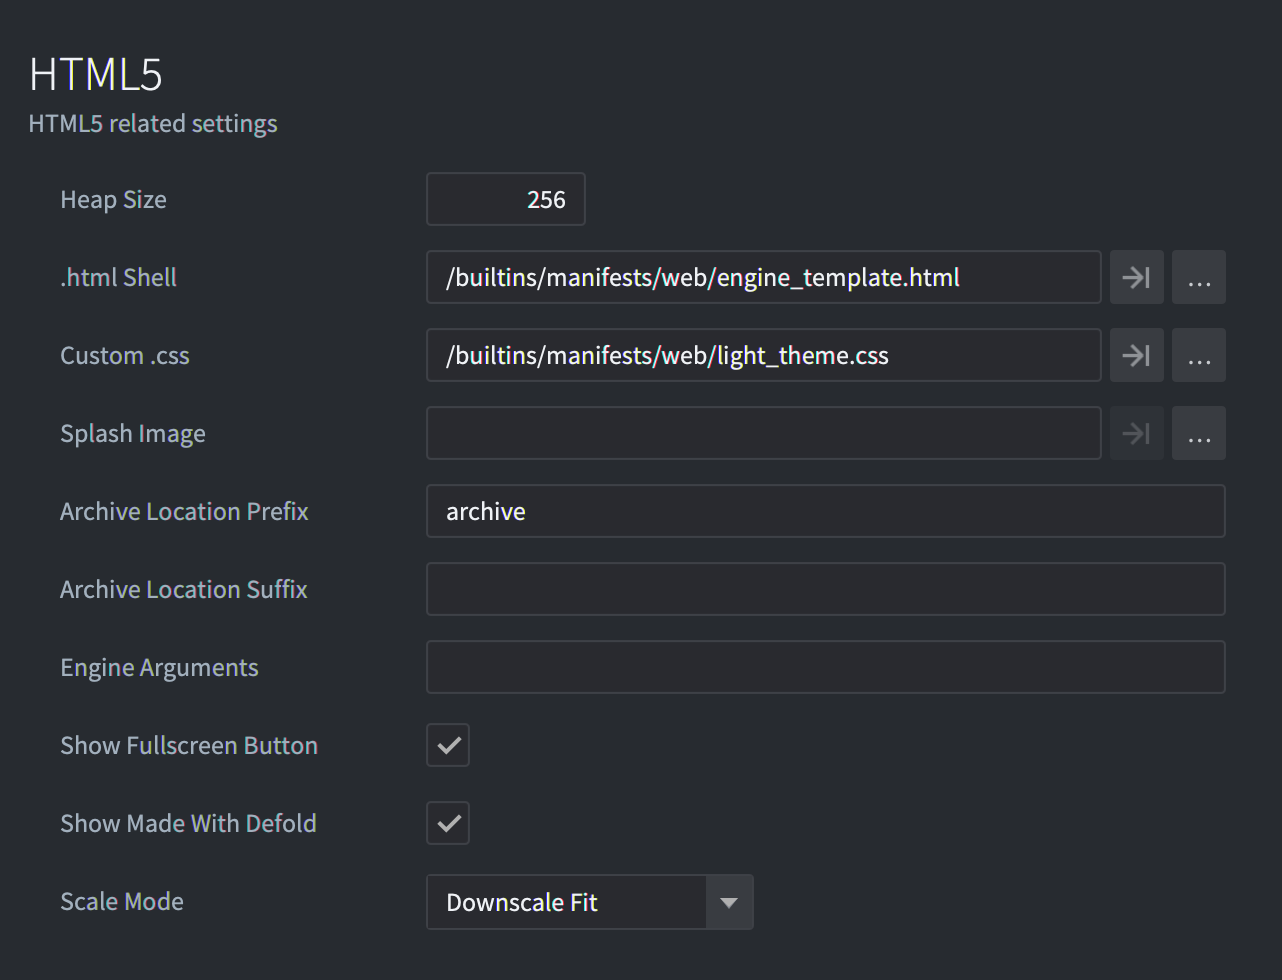 HTML5
HTML5 related settings
Heap Size 256
.html Shell /builtins/manifests/web/engine_template.html ...
Custom .css /builtins/manifests/web/light_theme.css ...
Splash Image ...
Archive Location Prefix archive
Archive Location Suffix
Engine Arguments
Show Fullscreen Button
Show Made With Defold
Scale Mode Downscale Fit